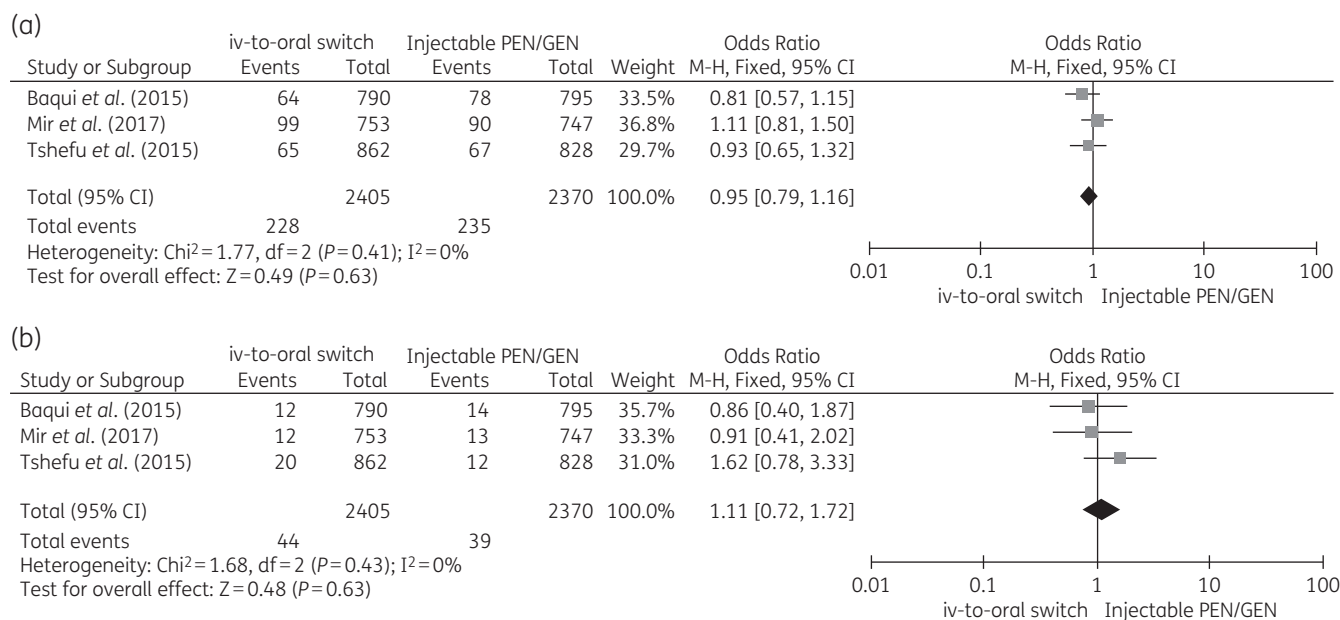 (a)
iv-to-oral switch Injectable PEN/GEN Odds Ratio Odds Ratio
Study or Subgroup Events Total Events Total Weight M-H, Fixed, 95% CI M-H, Fixed, 95% CI
Baqui et al. (2015) 64 790 78 795 33.5% 0.81 [0.57, 1.15]
Mir et al. (2017) 99 753 90 747 36.8% 1.11 [0.81, 1.50]
Tshefu et al. (2015) 65 862 67 828 29.7% 0.93 [0.65, 1.32]
Total (95% CI) 2405 2370 100.0% 0.95 [0.79, 1.16]
Total events 228 235
Heterogeneity: Chi²=1.77, df=2 (P=0.41); I²=0%
Test for overall effect: Z=0.49 (P=0.63)
0.01 0.1 1 10 100
iv-to-oral switch Injectable PEN/GEN
(b)
iv-to-oral switch Injectable PEN/GEN Odds Ratio Odds Ratio
Study or Subgroup Events Total Events Total Weight M-H, Fixed, 95% CI M-H, Fixed, 95% CI
Baqui et al. (2015) 12 790 14 795 35.7% 0.86 [0.40, 1.87]
Mir et al. (2017) 12 753 13 747 33.3% 0.91 [0.41, 2.02]
Tshefu et al. (2015) 20 862 12 828 31.0% 1.62 [0.78, 3.33]
Total (95% CI) 2405 2370 100.0% 1.11 [0.72, 1.72]
Total events 44 39
Heterogeneity: Chi²=1.68, df=2 (P=0.43); I²=0%
Test for overall effect: Z=0.48 (P=0.63)
0.01 0.1 1 10 100
iv-to-oral switch Injectable PEN/GEN